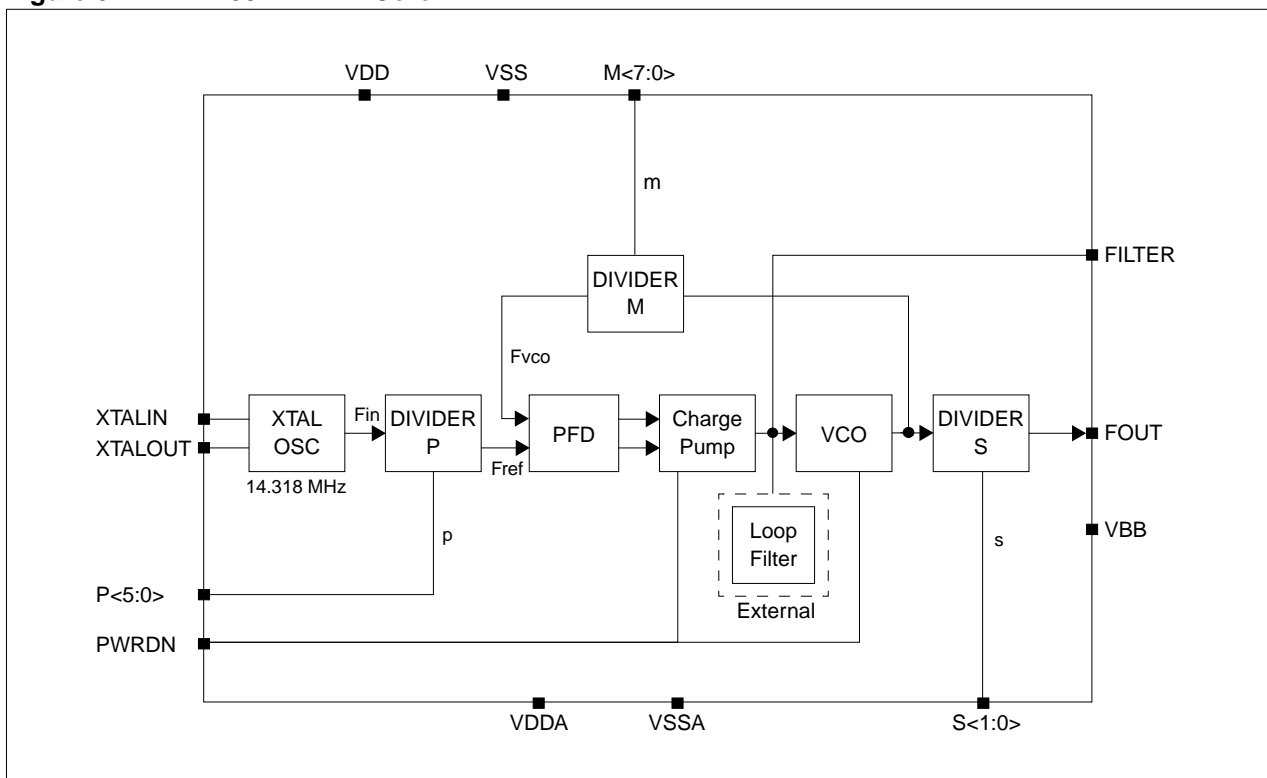 VDD
VSS
M<7:0>
m
FILTER
DIVIDER
M
Fvco
XTALIN
XTALOUT
XTAL
OSC
14.318 MHz
Fin
DIVIDER
P
Fref
PFD
Charge
Pump
VCO
DIVIDER
S
FOUT
Loop
Filter
External
VBB
p
s
P<5:0>
PWRDN
VDDA
VSSA
S<1:0>